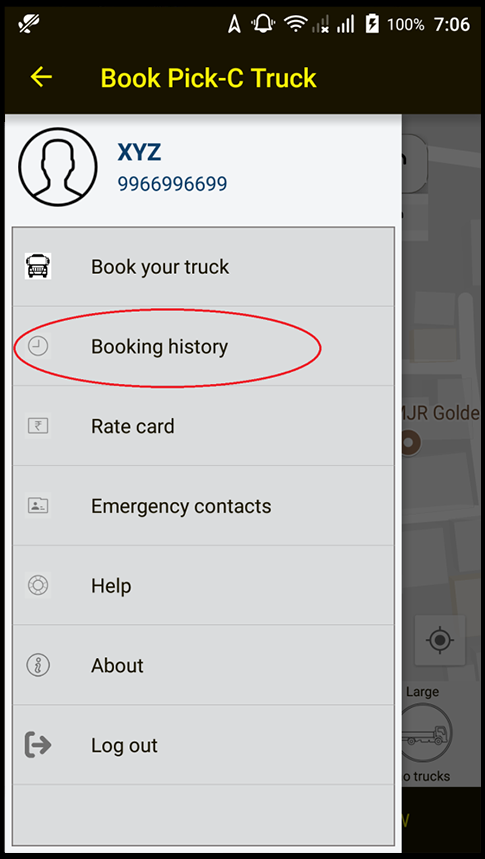 100% 7:06
Book Pick-C Truck
XYZ
9966996699
Book your truck
Booking history
Rate card
MJR Golde
Emergency contacts
Help
About
Large
Log out
o trucks
W